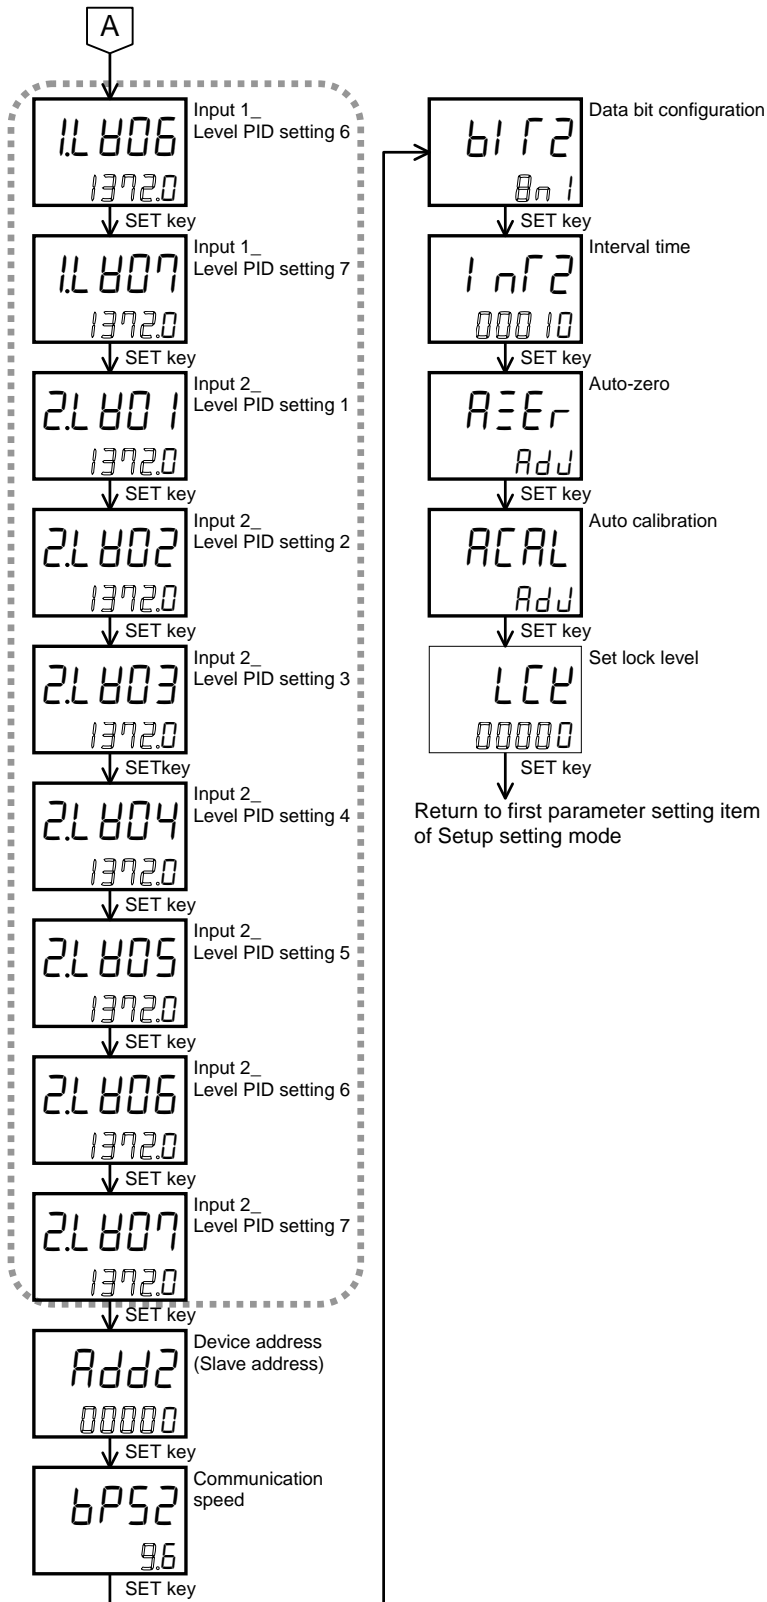 A
1.LV06
1372.0
Input 1_
Level PID setting 6
SET key
1.LV07
1372.0
Input 1_
Level PID setting 7
SET key
2.LV01
1372.0
Input 2_
Level PID setting 1
SET key
2.LV02
1372.0
Input 2_
Level PID setting 2
SET key
2.LV03
1372.0
Input 2_
Level PID setting 3
SETkey
2.LV04
1372.0
Input 2_
Level PID setting 4
SET key
2.LV05
1372.0
Input 2_
Level PID setting 5
SET key
2.LV06
1372.0
Input 2_
Level PID setting 6
SET key
2.LV07
1372.0
Input 2_
Level PID setting 7
SET key
Add2
00000
Device address
(Slave address)
SET key
bPS2
9.6
Communication
speed
SET key
bIT2
8n1
Data bit configuration
SET key
InT2
00010
Interval time
SET key
AZEr
AdJ
Auto-zero
SET key
ACAL
AdJ
Auto calibration
SET key
LCK
00000
Set lock level
SET key
Return to first parameter setting item
of Setup setting mode